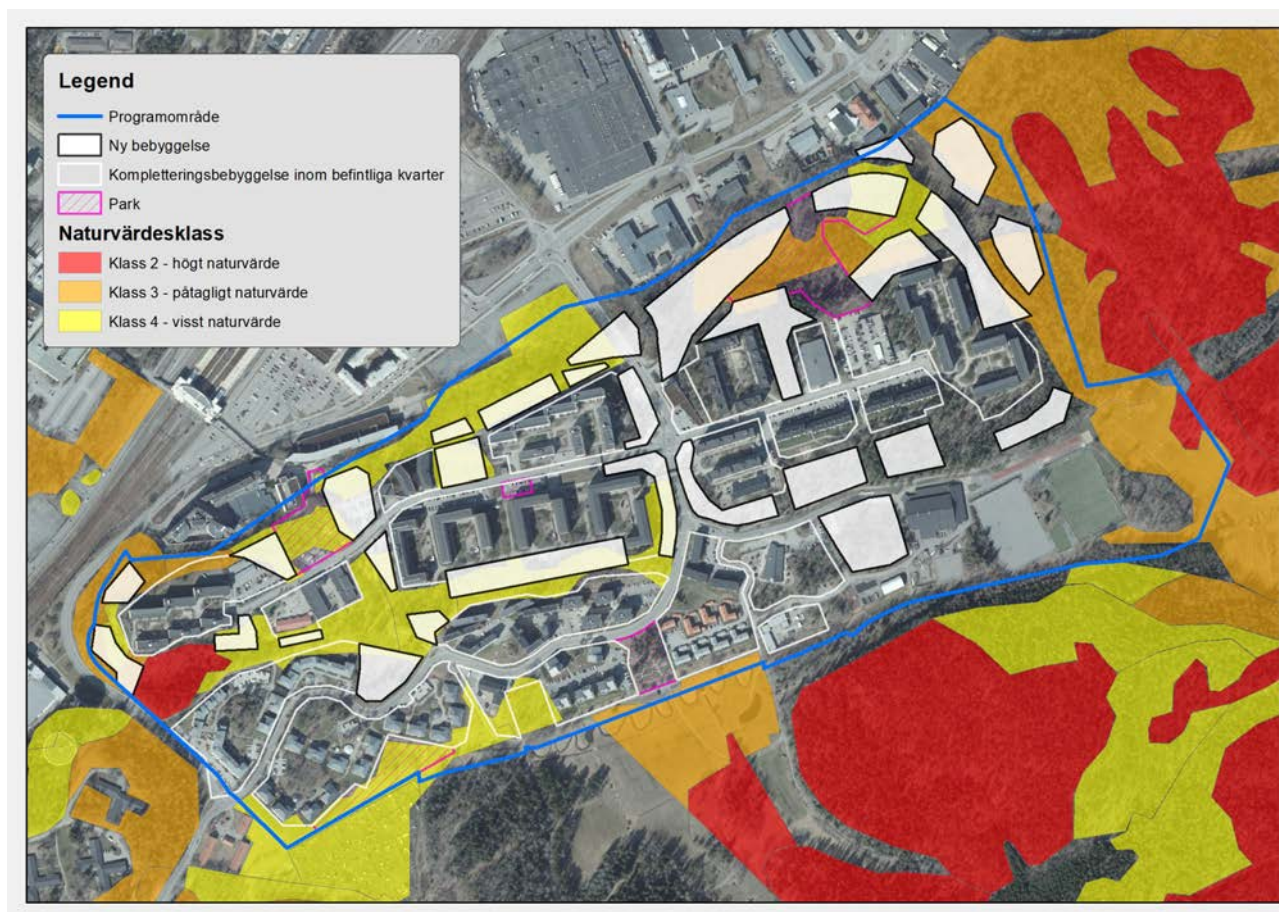 Legend
Programområde
Ny bebyggelse
Kompletteringsbebyggelse inom befintliga kvarter
Park
Naturvärdesklass
Klass 2 - högt naturvärde
Klass 3 - påtagligt naturvärde
Klass 4 - visst naturvärde